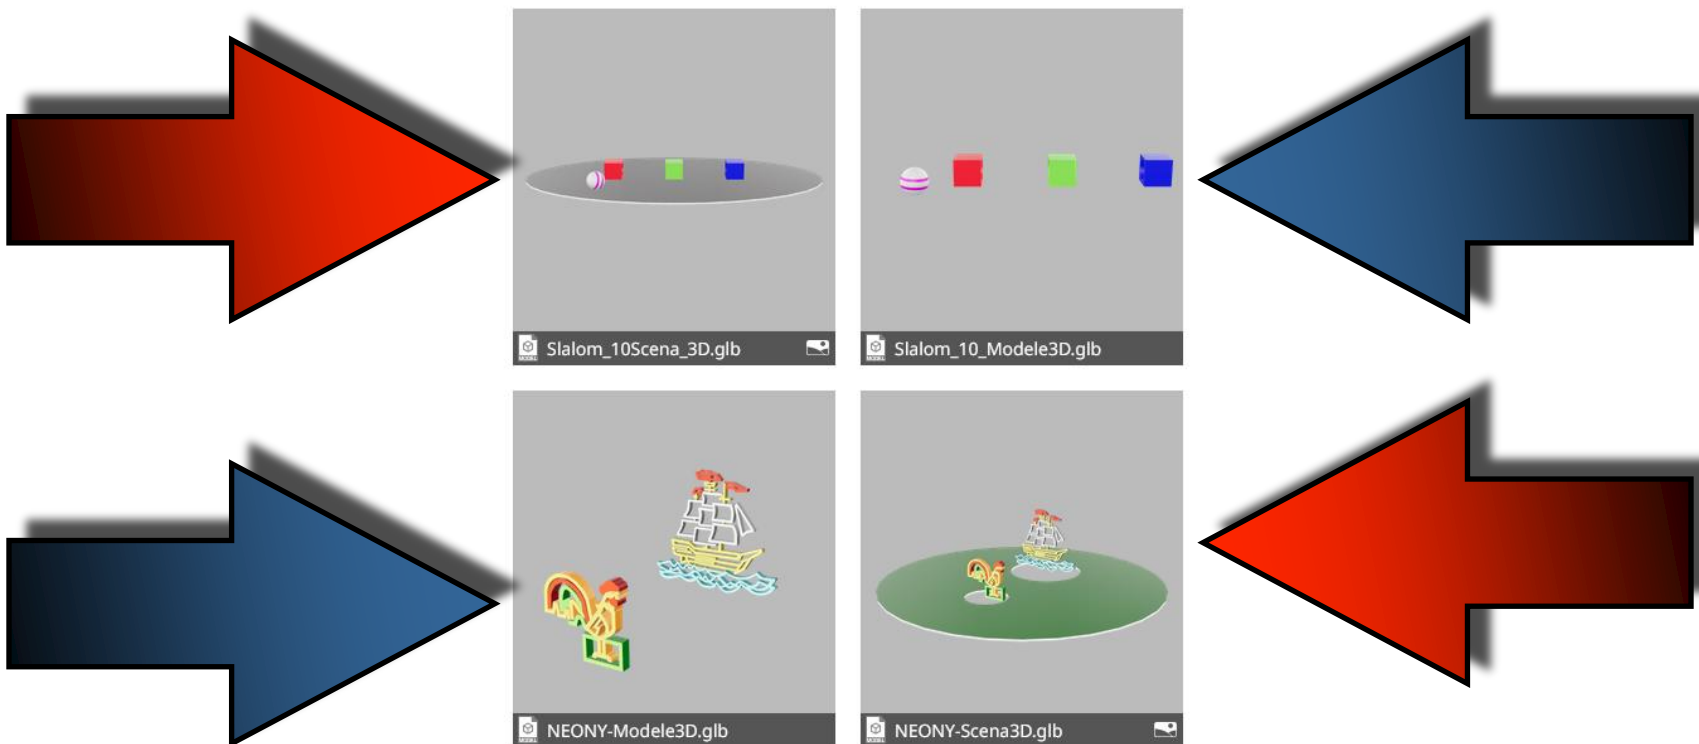 Slalom_10Scena_3D.glb
Slalom_10_Modele3D.glb
NEONY-Modele3D.glb
NEONY-Scena3D.glb